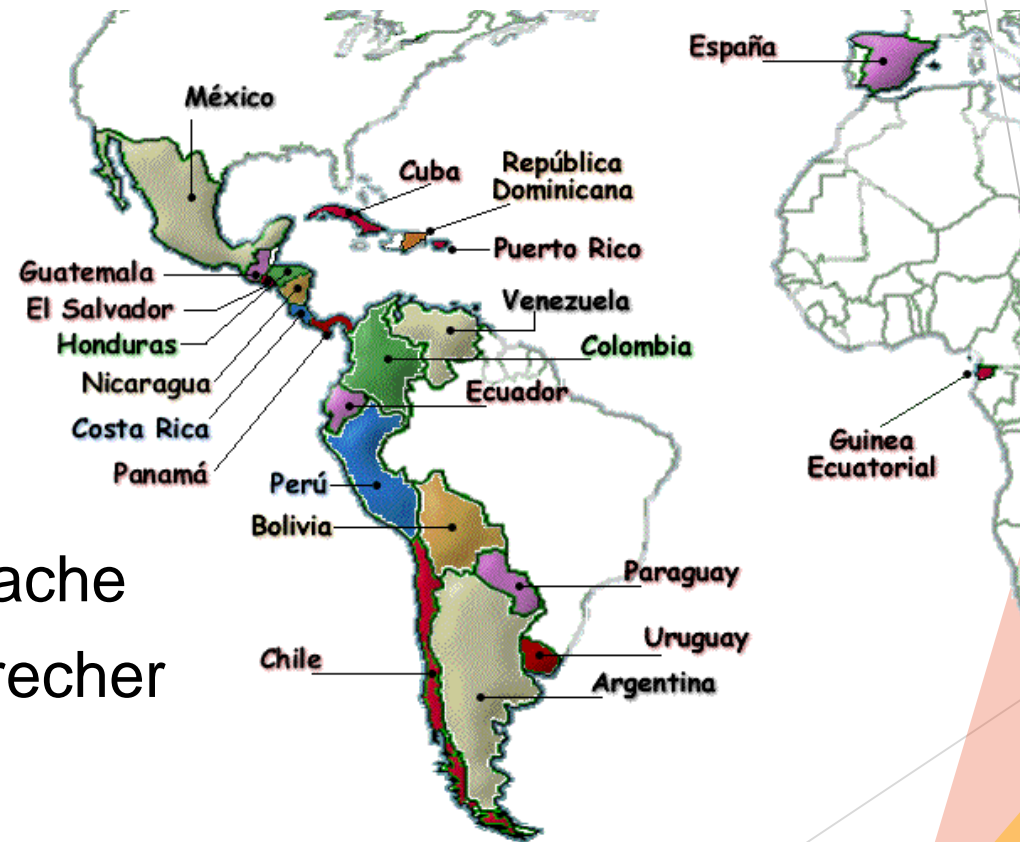 España
México
Cuba
República
Dominicana
Puerto Rico
Guatemala
El Salvador
Honduras
Nicaragua
Costa Rica
Panamá
Venezuela
Colombia
Ecuador
Perú
Bolivia
Guinea
Ecuatorial
Paraguay
Uruguay
Chile
Argentina
ache
recher